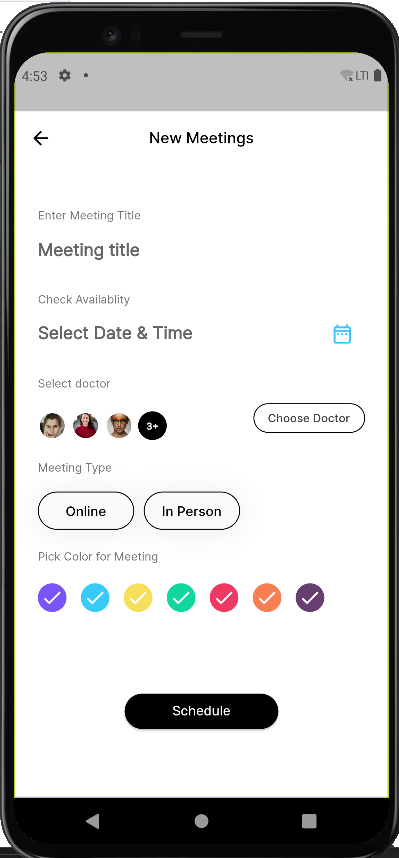 4:53
LTI
New Meetings
Enter Meeting Title
Meeting title
Check Availablity
Select Date & Time
Select doctor
3+
Choose Doctor
Meeting Type
Online
In Person
Pick Color for Meeting
Schedule